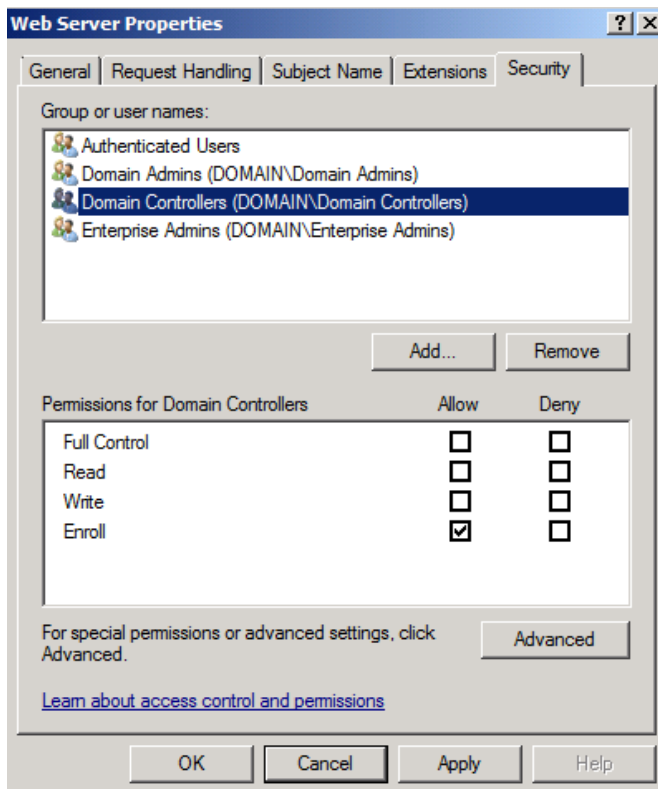 Web Server Properties
General Request Handling Subject Name Extensions Security
Group or user names:
Authenticated Users
Domain Admins (DOMAIN\Domain Admins)
Domain Controllers (DOMAIN\Domain Controllers)
Enterprise Admins (DOMAIN\Enterprise Admins)
Add... Remove
Permissions for Domain Controllers Allow Deny
Full Control
Read
Write
Enroll
For special permissions or advanced settings, click
Advanced.
Advanced
Learn about access control and permissions
OK Cancel Apply Help